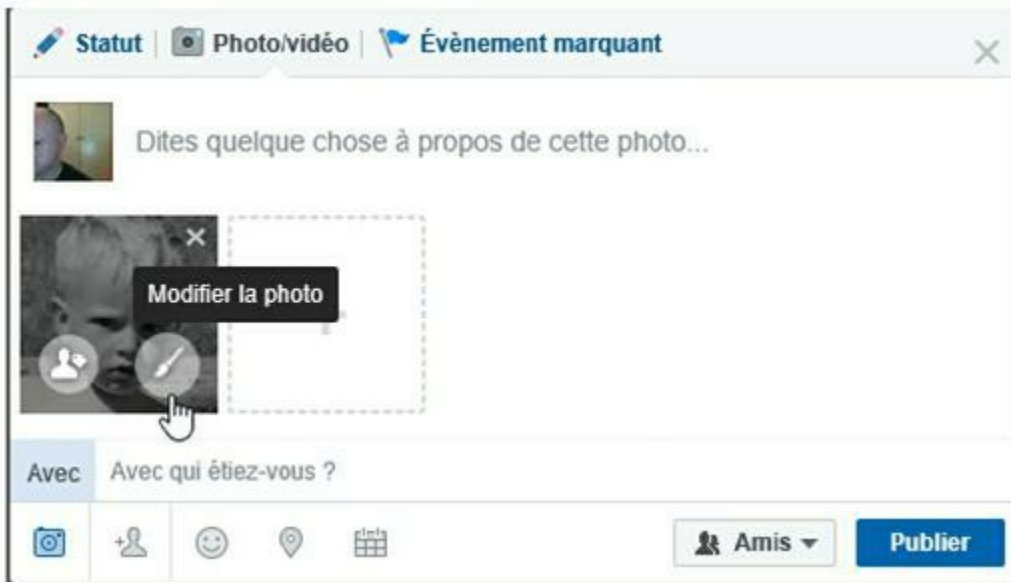 Statut Photo/vidéo Évènement marquant
Dites quelque chose à propos de cette photo...
Modifier la photo
Avec Avec qui étiez-vous ?
Amis Publier